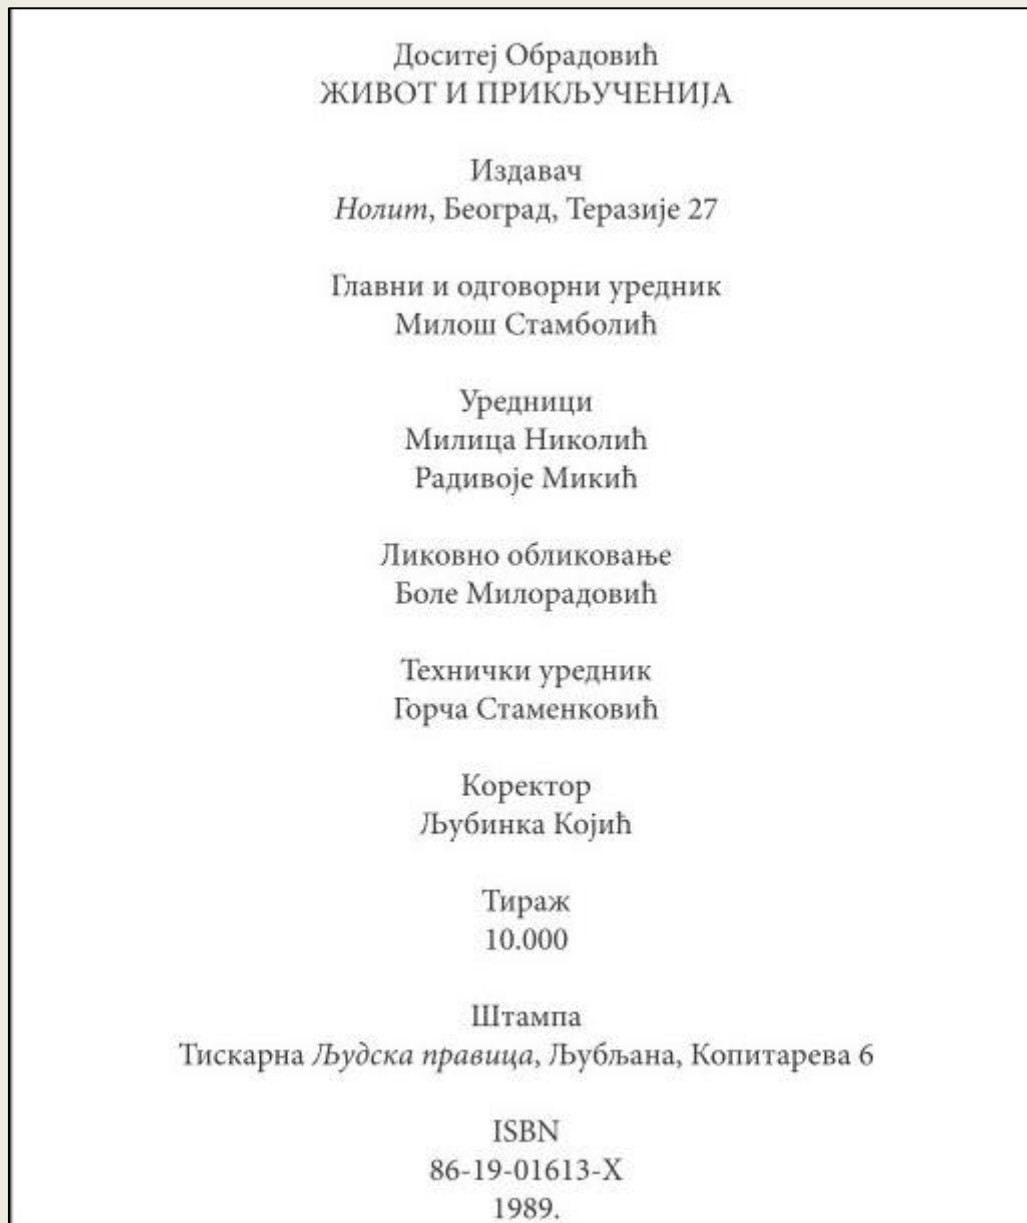 Доситеј Обрадовић
ЖИВОТ И ПРИКЉУЧЕНИЈА
Издавач
Нолит, Београд, Теразије 27
Главни и одговорни уредник
Милош Стамболић
Уредници
Милица Николић
Радивоје Микић
Ликовно обликовање
Боле Милорадовић
Технички уредник
Горча Стаменковић
Коректор
Љубинка Којић
Тираж
10.000
Штампа
Тискарна Људска правица, Љубљана, Копитарева 6
ISBN
86-19-01613-X
1989.